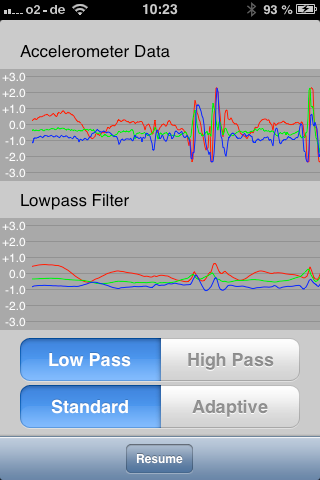 o2 - de 10:23 93 %
Accelerometer Data
+3.0
+2.0
+1.0
0.0
-1.0
-2.0
-3.0
Lowpass Filter
+3.0
+2.0
+1.0
0.0
-1.0
-2.0
-3.0
Low Pass High Pass
Standard Adaptive
Resume